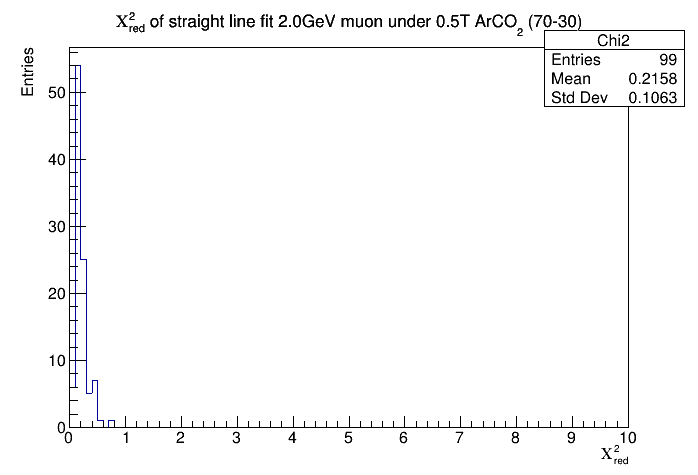 X²red of straight line fit 2.0GeV muon under 0.5T ArCO₂ (70-30)
Chi2
Entries 99
Mean 0.2158
Std Dev 0.1063
Entries
50
40
30
20
10
0
0 1 2 3 4 5 6 7 8 9 10
X²red